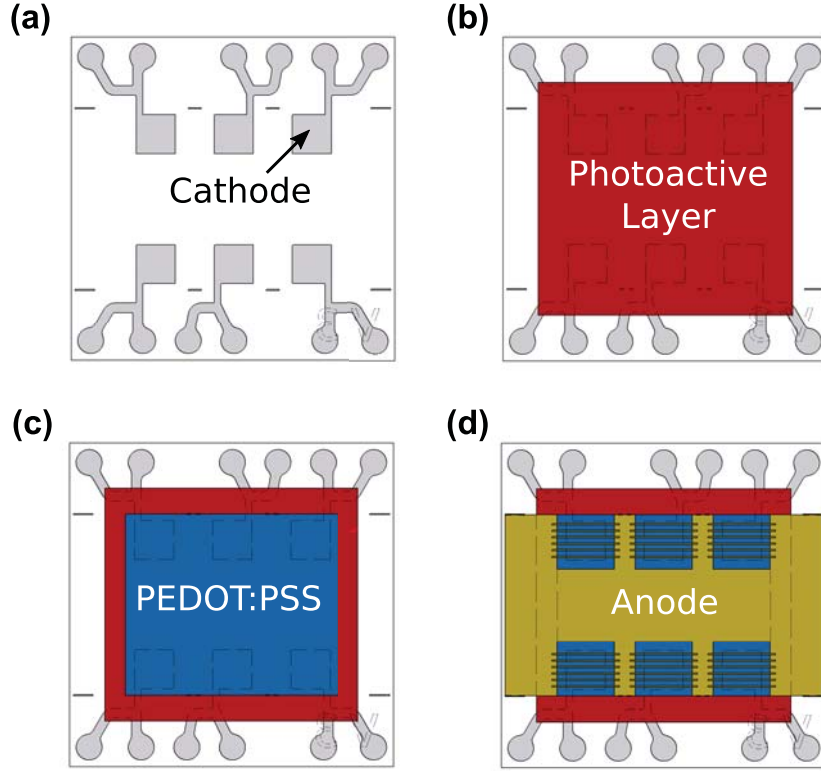 (a)
Cathode
(b)
Photoactive
Layer
(c)
PEDOT:PSS
(d)
Anode